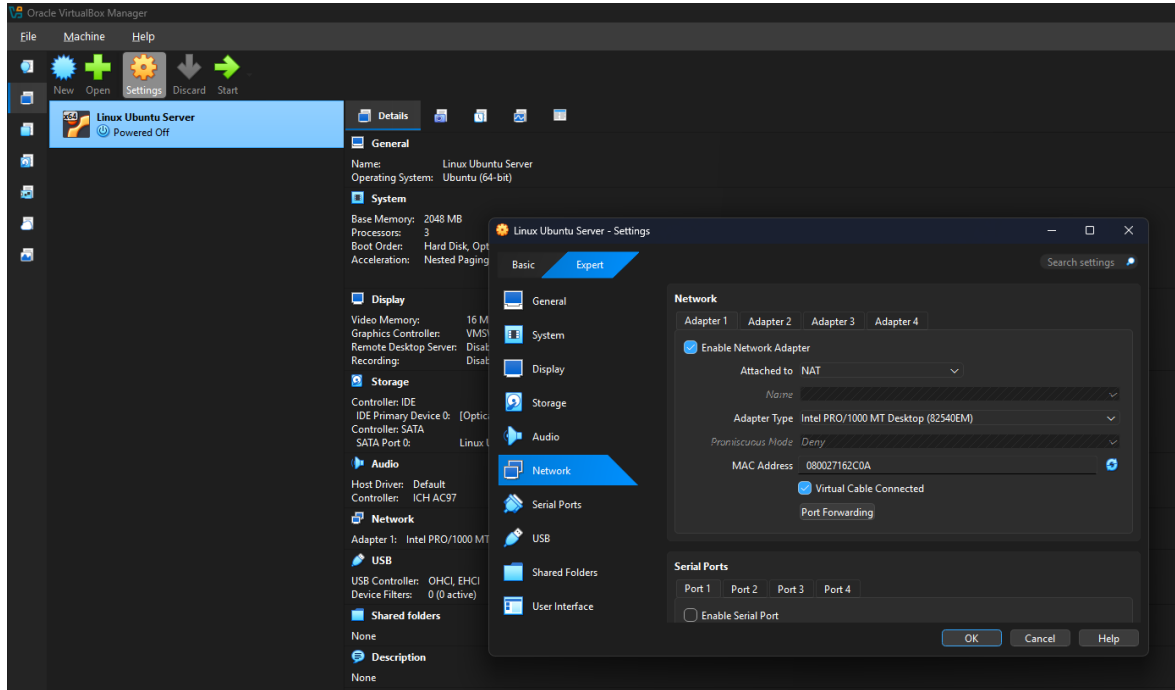 Oracle VirtualBox Manager
File Machine Help
New Open Settings Discard Start
Linux Ubuntu Server
Powered Off
Details
General
Name: Linux Ubuntu Server
Operating System: Ubuntu (64-bit)
System
Base Memory: 2048 MB
Processors: 3
Boot Order: Hard Disk, Opt
Acceleration: Nested Paging
Display
Video Memory: 16 M
Graphics Controller: VMS
Remote Desktop Server: Disab
Recording: Disab
Storage
Controller: IDE
IDE Primary Device 0: [Optic
Controller: SATA
SATA Port 0: Linux U
Audio
Host Driver: Default
Controller: ICH AC97
Network
Adapter 1: Intel PRO/1000 MT
USB
USB Controller: OHCI, EHCI
Device Filters: 0 (0 active)
Shared folders
None
Description
None
Linux Ubuntu Server - Settings
Basic Expert
Search settings
General
System
Display
Storage
Audio
Network
Serial Ports
USB
Shared Folders
User Interface
Network
Adapter 1 Adapter 2 Adapter 3 Adapter 4
Enable Network Adapter
Attached to NAT
Name
Adapter Type Intel PRO/1000 MT Desktop (82540EM)
Promiscuous Mode Deny
MAC Address 080027162C0A
Virtual Cable Connected
Port Forwarding
Serial Ports
Port 1 Port 2 Port 3 Port 4
Enable Serial Port
OK Cancel Help